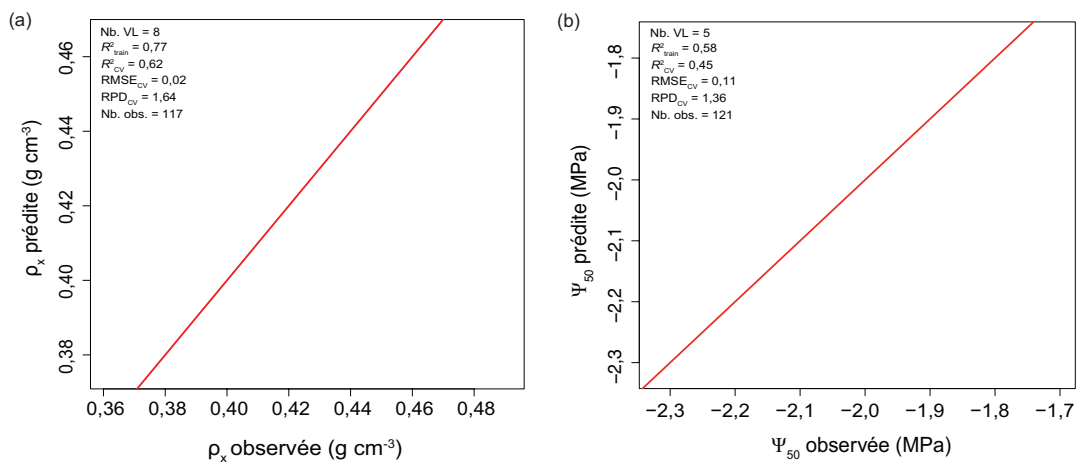 (a)
Nb. VL = 8
R²train = 0,77
R²CV = 0,62
RMSECV = 0,02
RPDCV = 1,64
Nb. obs. = 117
ρx prédite (g cm⁻³)
0,46
0,44
0,42
0,40
0,38
0,36 0,40 0,42 0,44 0,46 0,48
ρx observée (g cm⁻³)
(b)
Nb. VL = 5
R²train = 0,58
R²CV = 0,45
RMSECV = 0,11
RPDCV = 1,36
Nb. obs. = 121
Ψ50 prédite (MPa)
−1,8
−1,9
−2,0
−2,1
−2,2
−2,3
−2,3 −2,2 −2,1 −2,0 −1,9 −1,8 −1,7
Ψ50 observée (MPa)